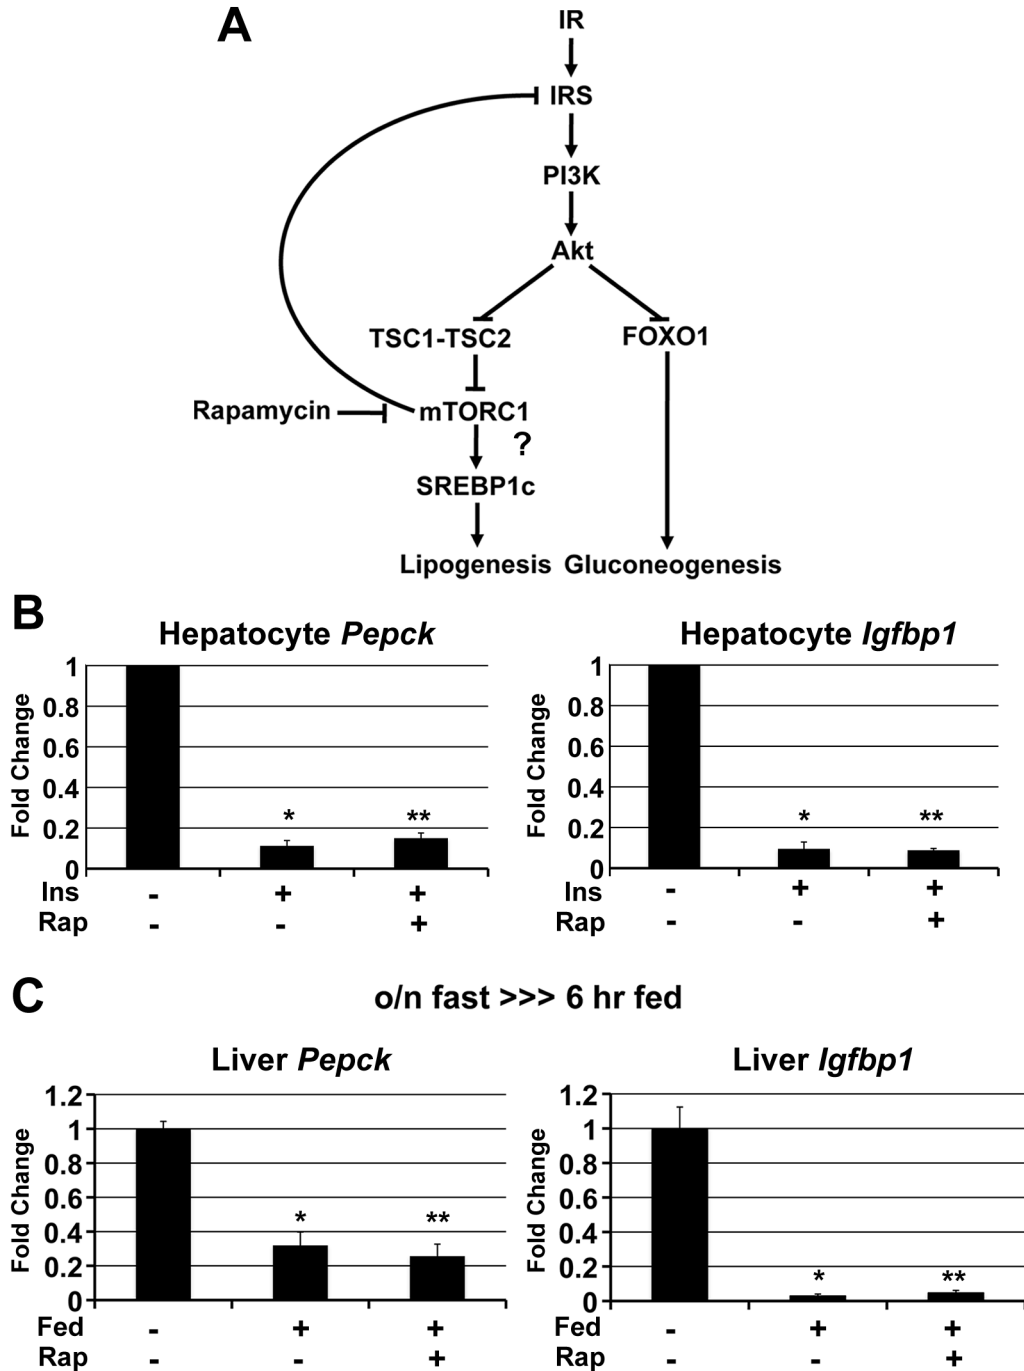 A
IR
IRS
PI3K
Akt
TSC1-TSC2
FOXO1
Rapamycin
mTORC1
?
SREBP1c
Lipogenesis
Gluconeogenesis
B
Hepatocyte Pepck
Fold Change
1
0.8
0.6
0.4
0.2
0
* **
Ins - + +
Rap - - +
Hepatocyte Igfbp1
Fold Change
1
0.8
0.6
0.4
0.2
0
* **
Ins - + +
Rap - - +
C
o/n fast >>> 6 hr fed
Liver Pepck
Fold Change
1.2
1
0.8
0.6
0.4
0.2
0
* **
Fed - + +
Rap - - +
Liver Igfbp1
Fold Change
1.2
1
0.8
0.6
0.4
0.2
0
* **
Fed - + +
Rap - - +